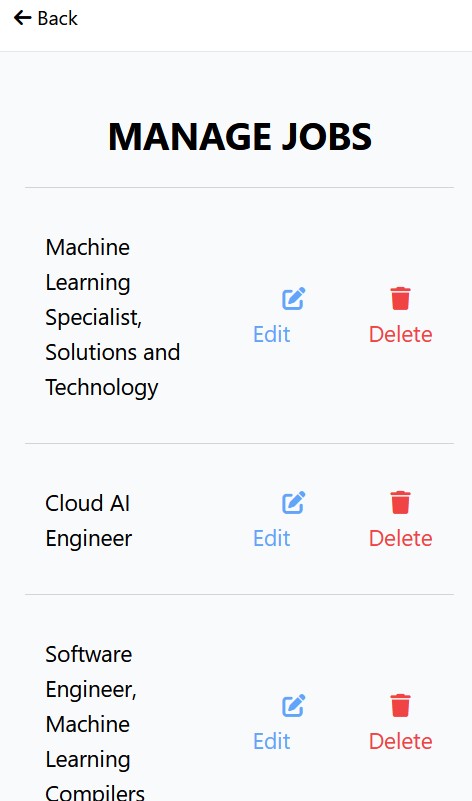 Back
MANAGE JOBS
Machine
Learning
Specialist,
Solutions and
Technology
Edit
Delete
Cloud AI
Engineer
Edit
Delete
Software
Engineer,
Machine
Learning
Compilers
Edit
Delete